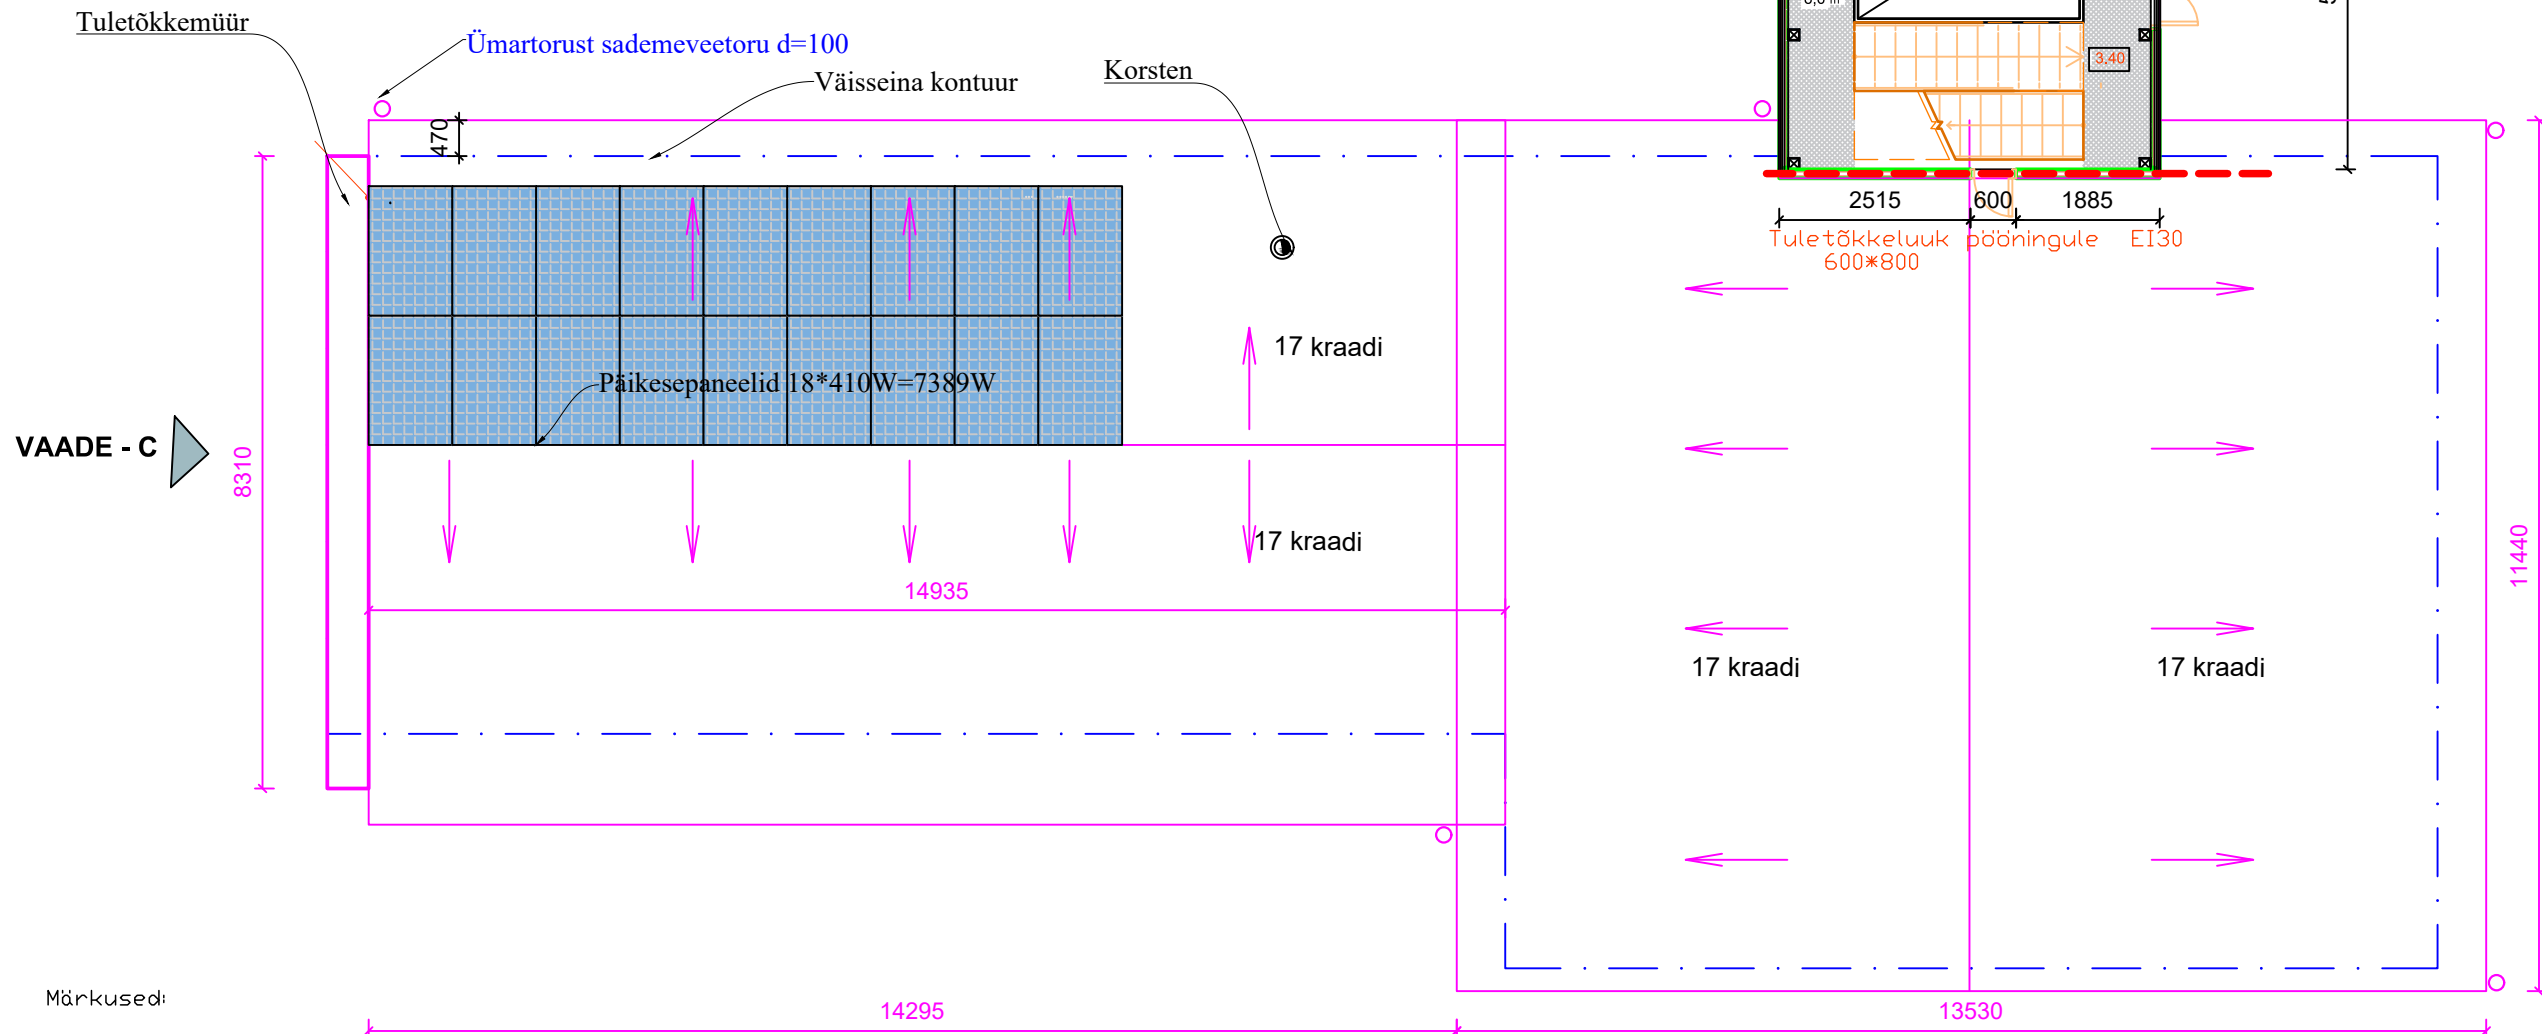 Tuletõkkemüür
Ümartorust sademeveetoru d=100
Väisseina kontuur
Korsten
3.40
470
2515
600
1885
Tuletõkkeluuk pööningule EI30
600*800
17 kraadi
Päikesepaneelid 18*410W=7389W
VAADE - C
8310
17 kraadi
14935
11440
17 kraadi
17 kraadi
Märkused:
14295
13530